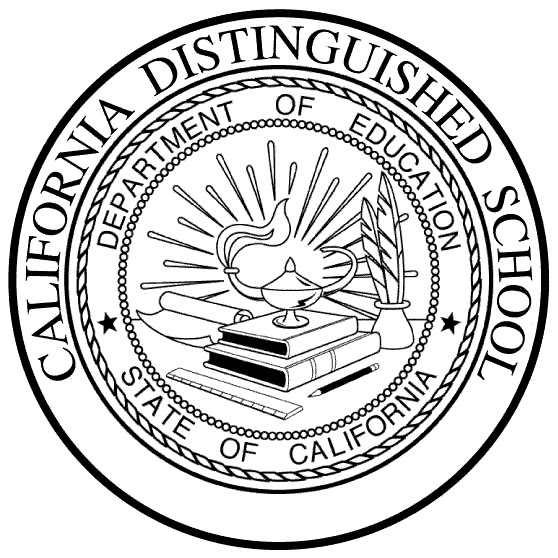 CALIFORNIA DISTINGUISHED SCHOOL
DEPARTMENT OF EDUCATION
STATE OF CALIFORNIA